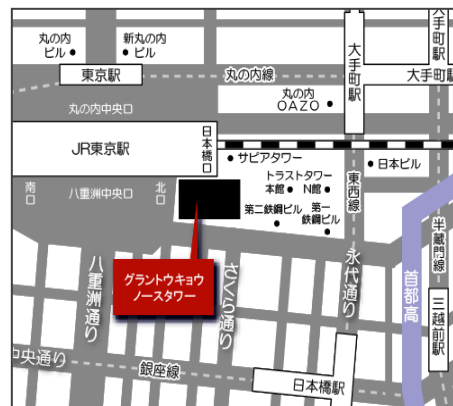 丸の内
ビル
新丸の内
ビル
大手町駅
大手町駅
東京駅
丸の内線
大手町駅
丸の内
OAZO
丸の内中央口
日本橋口
JR東京駅
サピアタワー
日本ビル
トラストタワー
本館
N館
東西線
南口
八重洲中央口
北口
第二鉄鋼ビル
第一
鉄鋼ビル
半蔵門線
グラントウキョウ
ノースタワー
八重洲通り
さくら通り
永代通り
首都高
三越前駅
中央通り
銀座線
日本橋駅